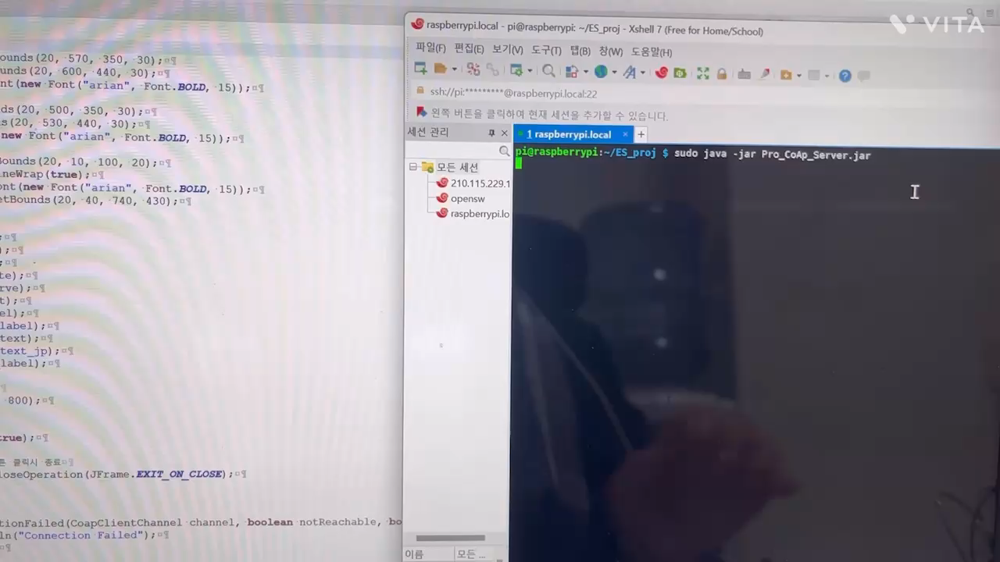 VITA
ounds(20, 570, 350, 30);
unds(20, 600, 440, 30);
nt(new Font("arian", Font.BOLD, 15));
ds(20, 500, 350, 30);
s(20, 530, 440, 30);
new Font("arian", Font.BOLD, 15));
Bounds(20, 10, 100, 20);
neWrap(true);
ont(new Font("arian", Font.BOLD, 15));
etBounds(20, 40, 740, 430);
;
);
;
te);
rve);
t);
el);
label);
text);
text_jp);
label);
800);
true);
튼 클릭시 종료
loseOperation(JFrame.EXIT_ON_CLOSE);
tionFailed(CoapClientChannel channel, boolean notReachable, bo
ln("Connection Failed");
raspberrypi.local - pi@raspberrypi: ~/ES_proj - Xshell 7 (Free for Home/School)
파일(F) 편집(E) 보기(V) 도구(T) 탭(B) 창(W) 도움말(H)
ssh://pi:*********@raspberrypi.local:22
왼쪽 버튼을 클릭하여 현재 세션을 추가할 수 있습니다.
세션 관리
모든 세션
210.115.229.1
opensw
raspberrypi.lo
이름 모든 ...
1 raspberrypi.local × +
pi@raspberrypi:~/ES_proj $ sudo java -jar Pro_CoAp_Server.jar